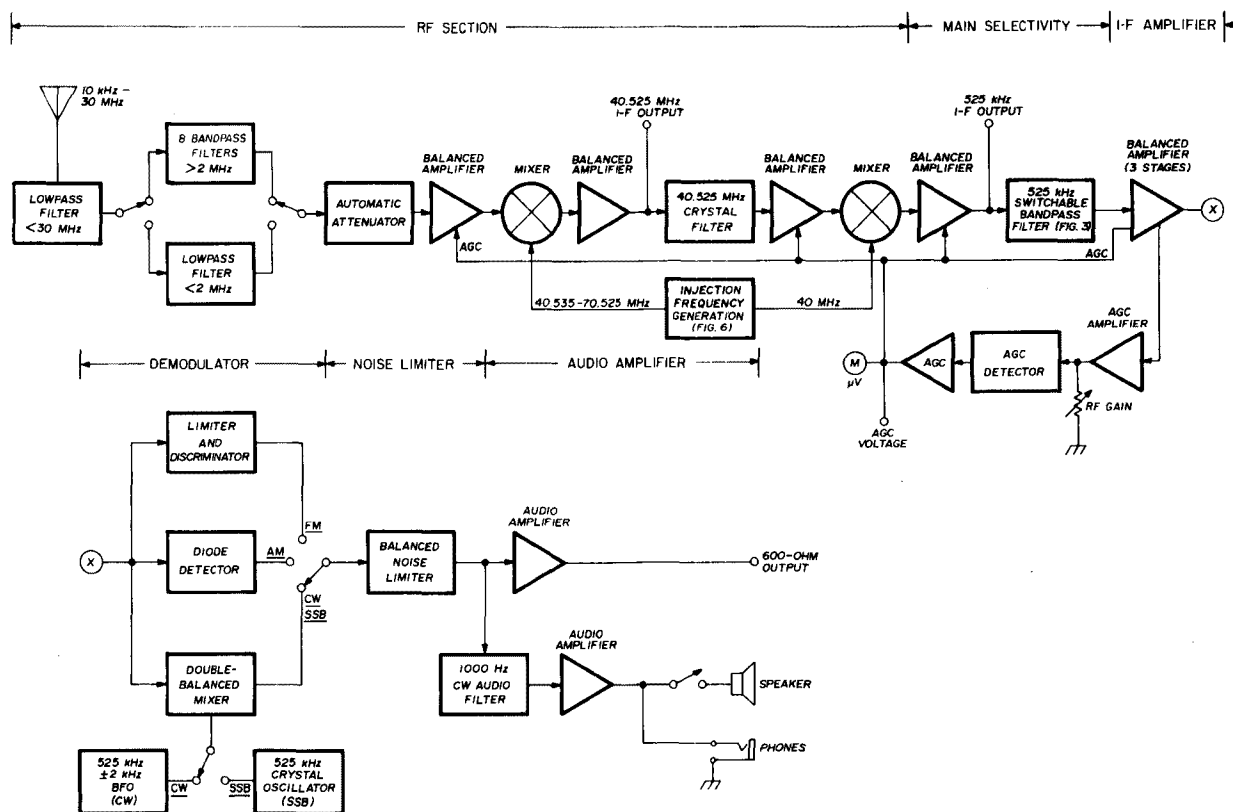 RF SECTION
MAIN SELECTIVITY
I-F AMPLIFIER
10 kHz -
30 MHz
LOWPASS
FILTER
<30 MHz
8 BANDPASS
FILTERS
>2 MHz
LOWPASS
FILTER
<2 MHz
AUTOMATIC
ATTENUATOR
BALANCED
AMPLIFIER
AGC
MIXER
BALANCED
AMPLIFIER
40.525 MHz
I-F OUTPUT
40.525 MHz
CRYSTAL
FILTER
BALANCED
AMPLIFIER
MIXER
BALANCED
AMPLIFIER
525 kHz
I-F OUTPUT
525 kHz
SWITCHABLE
BANDPASS
FILTER (FIG. 3)
BALANCED
AMPLIFIER
(3 STAGES)
X
AGC
40.535-70.525 MHz
INJECTION
FREQUENCY
GENERATION
(FIG. 6)
40 MHz
AGC
AMPLIFIER
M
μV
AGC
AGC
DETECTOR
RF GAIN
AGC
VOLTAGE
DEMODULATOR
NOISE LIMITER
AUDIO AMPLIFIER
LIMITER
AND
DISCRIMINATOR
FM
X
DIODE
DETECTOR
AM
CW
SSB
BALANCED
NOISE
LIMITER
AUDIO
AMPLIFIER
600-OHM
OUTPUT
DOUBLE-
BALANCED
MIXER
1000 Hz
CW AUDIO
FILTER
AUDIO
AMPLIFIER
SPEAKER
PHONES
525 kHz
±2 kHz
BFO
(CW)
CW
SSB
525 kHz
CRYSTAL
OSCILLATOR
(SSB)